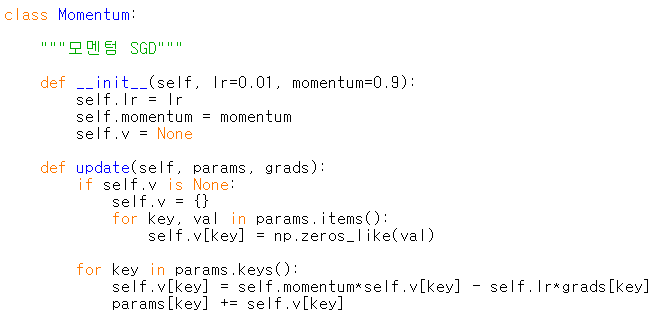 class Momentum:
"""모멘텀 SGD"""
def __init__(self, lr=0.01, momentum=0.9):
self.lr = lr
self.momentum = momentum
self.v = None
def update(self, params, grads):
if self.v is None:
self.v = {}
for key, val in params.items():
self.v[key] = np.zeros_like(val)
for key in params.keys():
self.v[key] = self.momentum*self.v[key] - self.lr*grads[key]
params[key] += self.v[key]